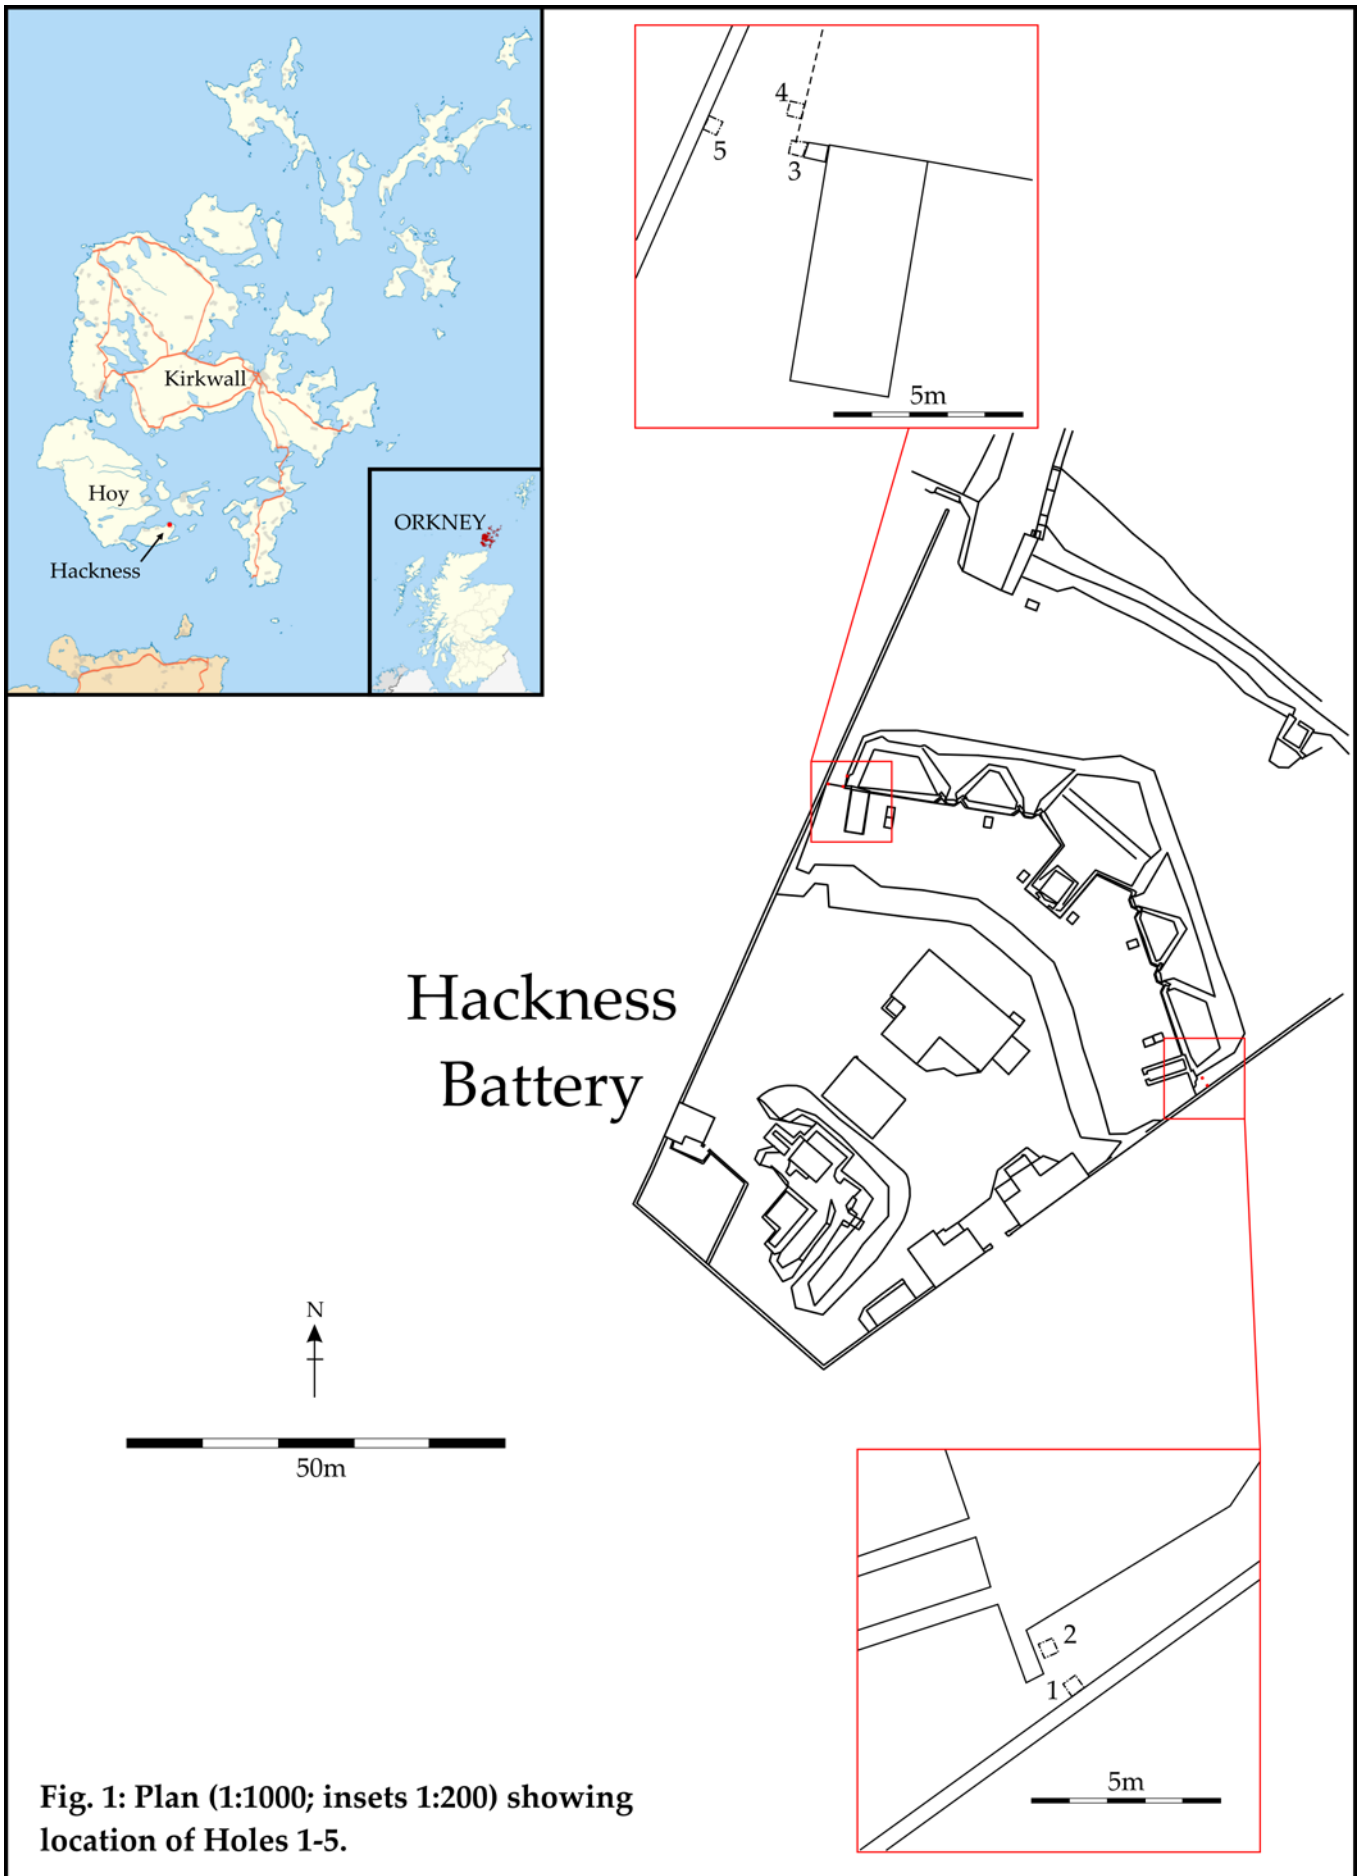 Kirkwall
Hoy
Hackness
ORKNEY
4
5
3
5m
Hackness
Battery
N
50m
2
1
5m
Fig. 1: Plan (1:1000; insets 1:200) showing
location of Holes 1-5.